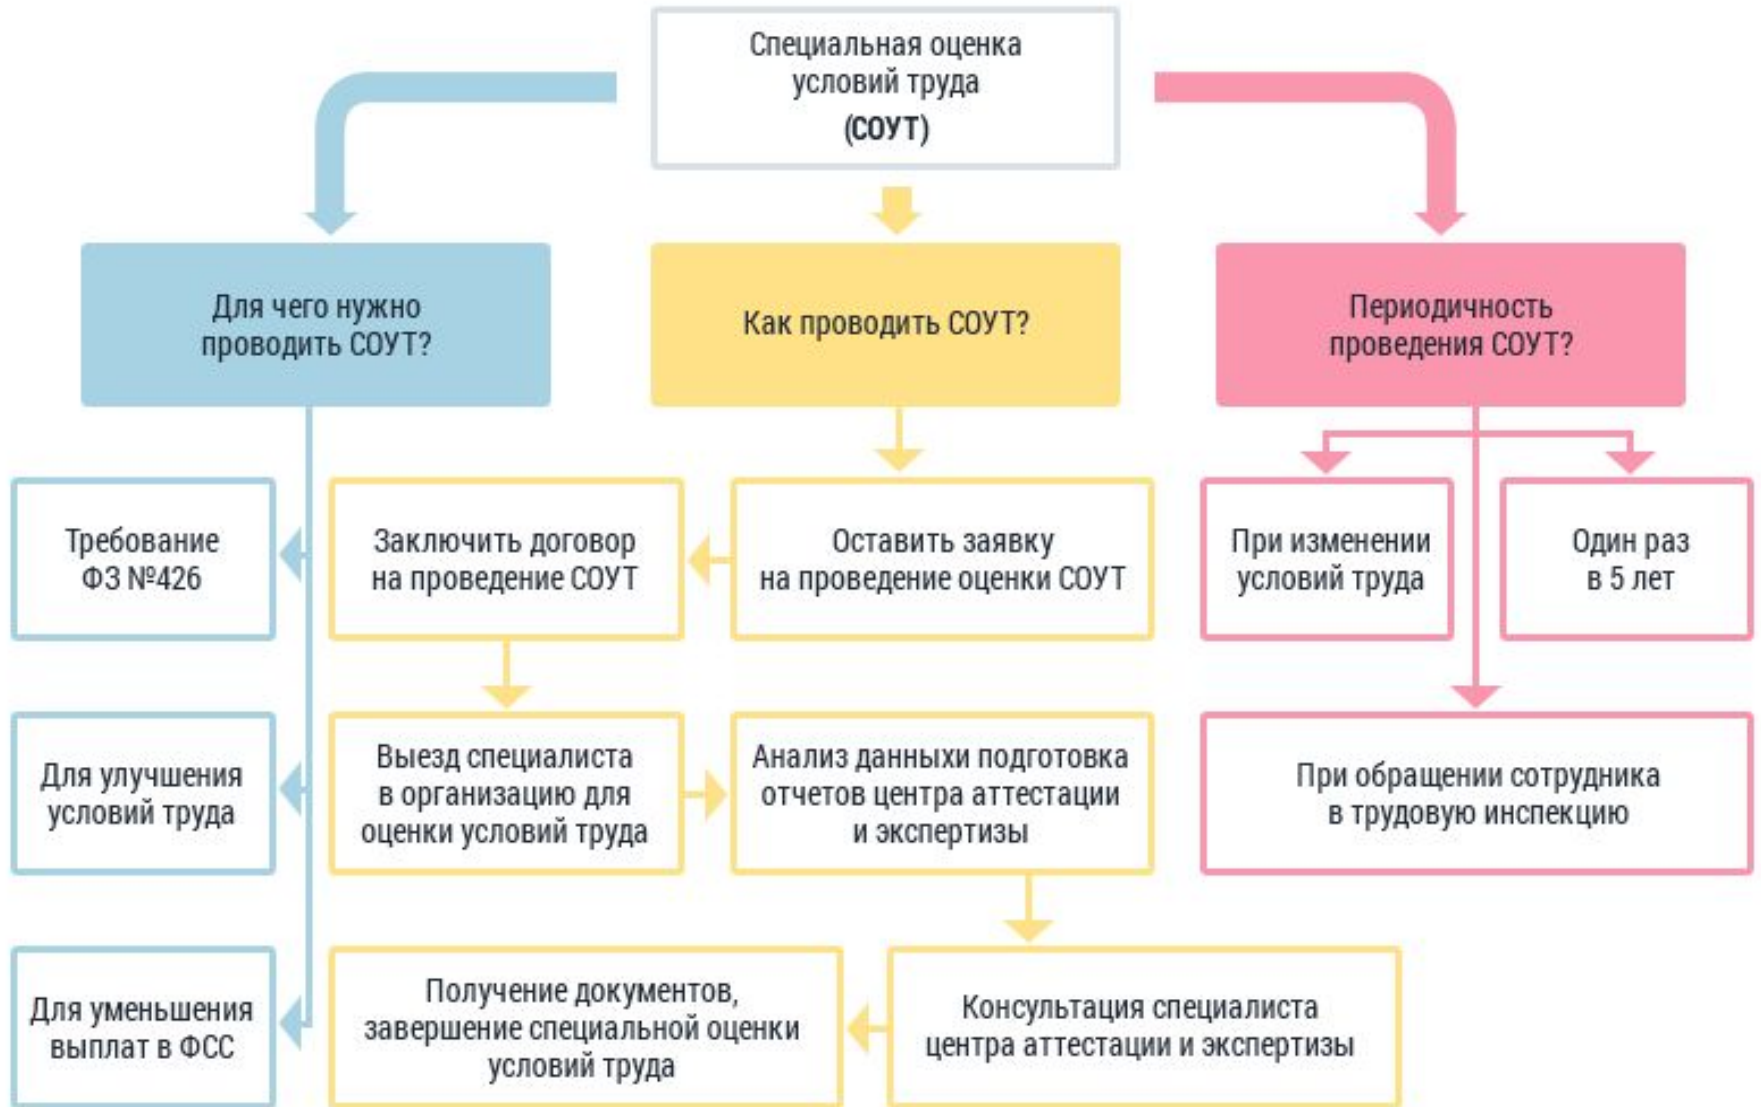 Специальная оценка
условий труда
(СОУТ)
Для чего нужно
проводить СОУТ?
Как проводить СОУТ?
Периодичность
проведения СОУТ?
Требование
ФЗ №426
Заключить договор
на проведение СОУТ
Оставить заявку
на проведение оценки СОУТ
При изменении
условий труда
Один раз
в 5 лет
Для улучшения
условий труда
Выезд специалиста
в организацию для
оценки условий труда
Анализ данныхи подготовка
отчетов центра аттестации
и экспертизы
При обращении сотрудника
в трудовую инспекцию
Для уменьшения
выплат в ФСС
Получение документов,
завершение специальной оценки
условий труда
Консультация специалиста
центра аттестации и экспертизы